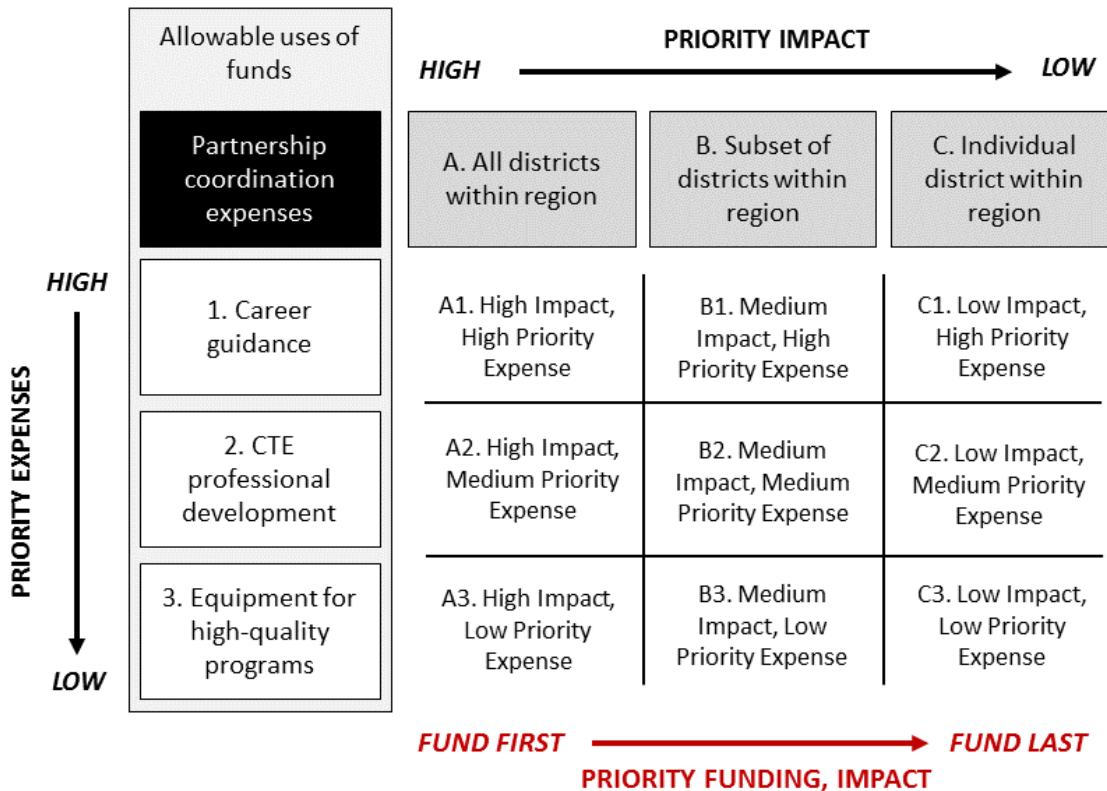 Allowable uses of
funds
PRIORITY IMPACT
HIGH
LOW
Partnership
coordination
expenses
A. All districts
within region
B. Subset of
districts within
region
C. Individual
district within
region
PRIORITY EXPENSES
HIGH
LOW
1. Career
guidance
A1. High Impact,
High Priority
Expense
B1. Medium
Impact, High
Priority Expense
C1. Low Impact,
High Priority
Expense
2. CTE
professional
development
A2. High Impact,
Medium Priority
Expense
B2. Medium
Impact, Medium
Priority Expense
C2. Low Impact,
Medium Priority
Expense
3. Equipment for
high-quality
programs
A3. High Impact,
Low Priority
Expense
B3. Medium
Impact, Low
Priority Expense
C3. Low Impact,
Low Priority
Expense
FUND FIRST
FUND LAST
PRIORITY FUNDING, IMPACT